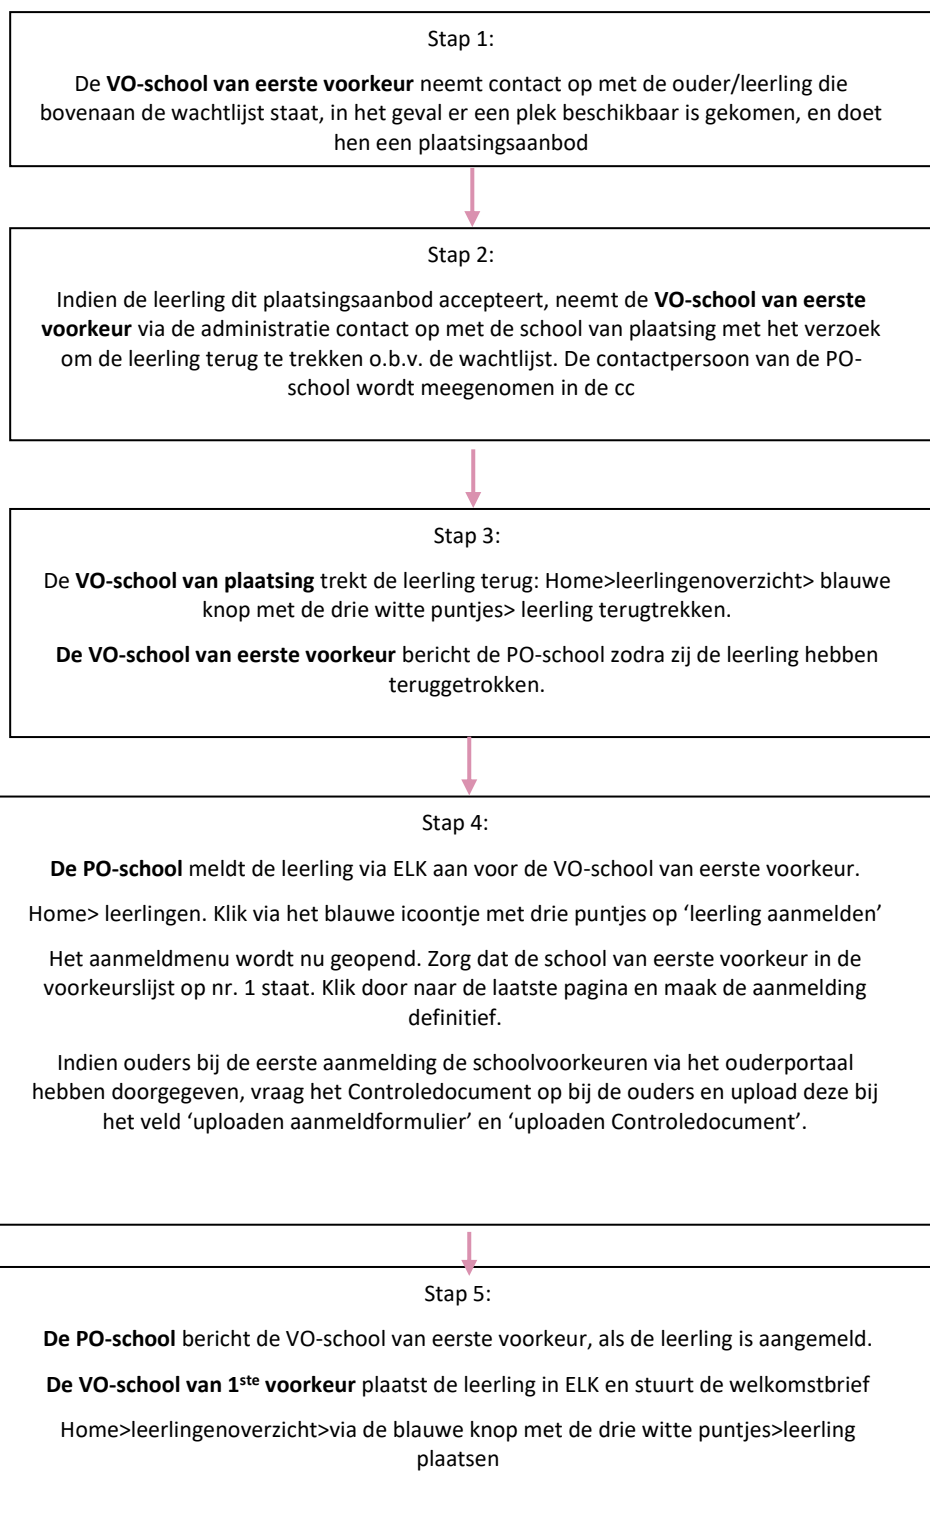 Stap 1:
De VO-school van eerste voorkeur neemt contact op met de ouder/leerling die
bovenaan de wachtlijst staat, in het geval er een plek beschikbaar is gekomen, en doet
hen een plaatsingsaanbod
Stap 2:
Indien de leerling dit plaatsingsaanbod accepteert, neemt de VO-school van eerste
voorkeur via de administratie contact op met de school van plaatsing met het verzoek
om de leerling terug te trekken o.b.v. de wachtlijst. De contactpersoon van de PO-
school wordt meegenomen in de cc
Stap 3:
De VO-school van plaatsing trekt de leerling terug: Home>leerlingenoverzicht> blauwe
knop met de drie witte puntjes> leerling terugtrekken.
De VO-school van eerste voorkeur bericht de PO-school zodra zij de leerling hebben
teruggetrokken.
Stap 4:
De PO-school meldt de leerling via ELK aan voor de VO-school van eerste voorkeur.
Home> leerlingen. Klik via het blauwe icoontje met drie puntjes op ‘leerling aanmelden’
Het aanmeldmenu wordt nu geopend. Zorg dat de school van eerste voorkeur in de
voorkeurslijst op nr. 1 staat. Klik door naar de laatste pagina en maak de aanmelding
definitief.
Indien ouders bij de eerste aanmelding de schoolvoorkeuren via het ouderportaal
hebben doorgegeven, vraag het Controledocument op bij de ouders en upload deze bij
het veld ‘uploaden aanmeldformulier’ en ‘uploaden Controledocument’.
Stap 5:
De PO-school bericht de VO-school van eerste voorkeur, als de leerling is aangemeld.
De VO-school van 1ste voorkeur plaatst de leerling in ELK en stuurt de welkomstbrief
Home>leerlingenoverzicht>via de blauwe knop met de drie witte puntjes>leerling
plaatsen